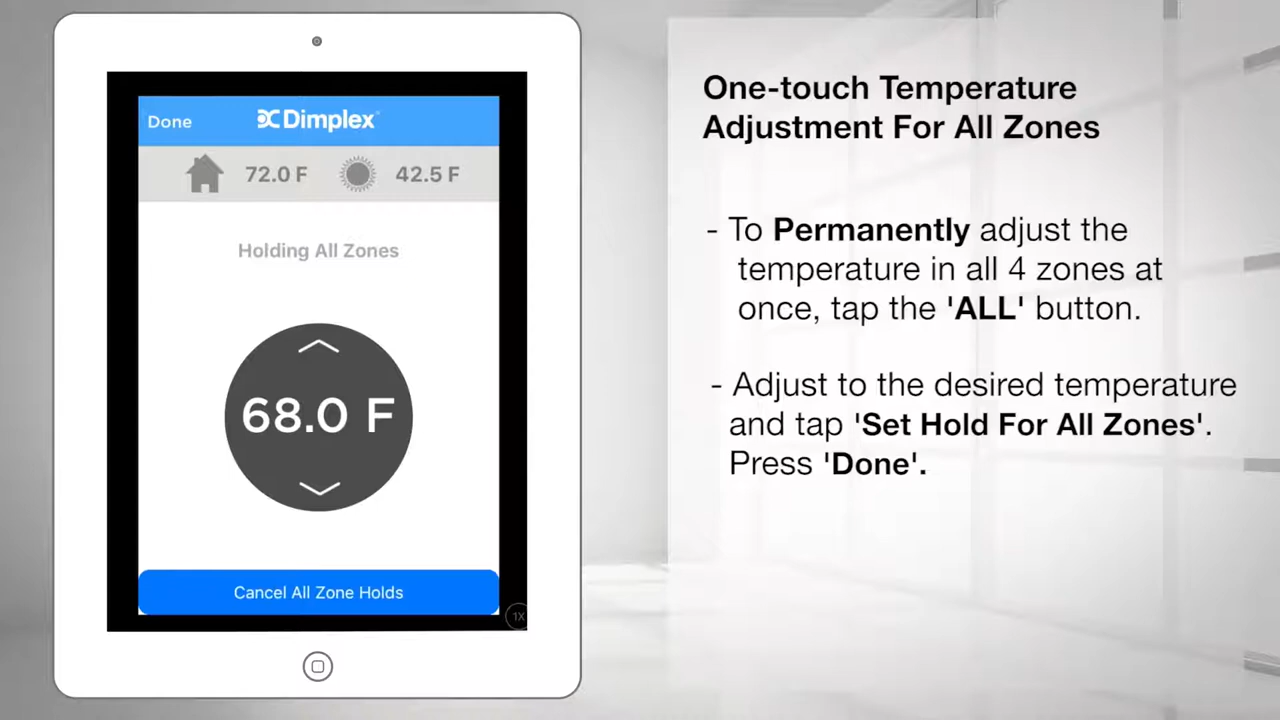 Done
Dimplex
72.0 F
42.5 F
Holding All Zones
68.0 F
Cancel All Zone Holds
1X
One-touch Temperature
Adjustment For All Zones
- To Permanently adjust the
temperature in all 4 zones at
once, tap the 'ALL' button.
- Adjust to the desired temperature
and tap 'Set Hold For All Zones'.
Press 'Done'.